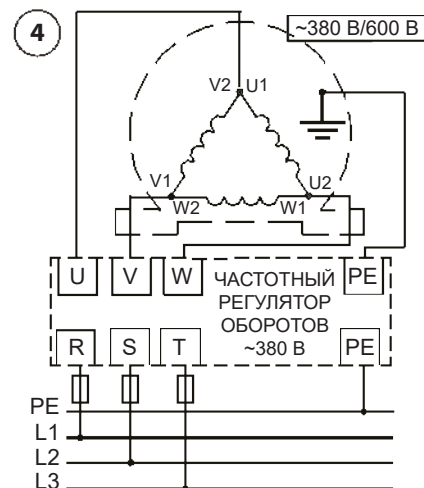 4
~380 В/600 В
V2 U1
V1 U2
W2 W1
U V W PE
ЧАСТОТНЫЙ
РЕГУЛЯТОР
ОБОРОТОВ
~380 В
R S T PE
PE
L1
L2
L3